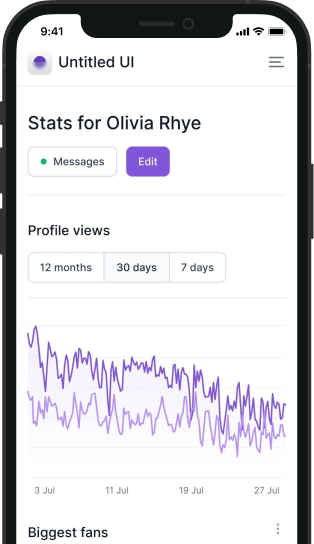 9:41
Untitled UI
Stats for Olivia Rhye
Messages
Edit
Profile views
12 months 30 days 7 days
3 Jul 11 Jul 19 Jul 27 Jul
Biggest fans